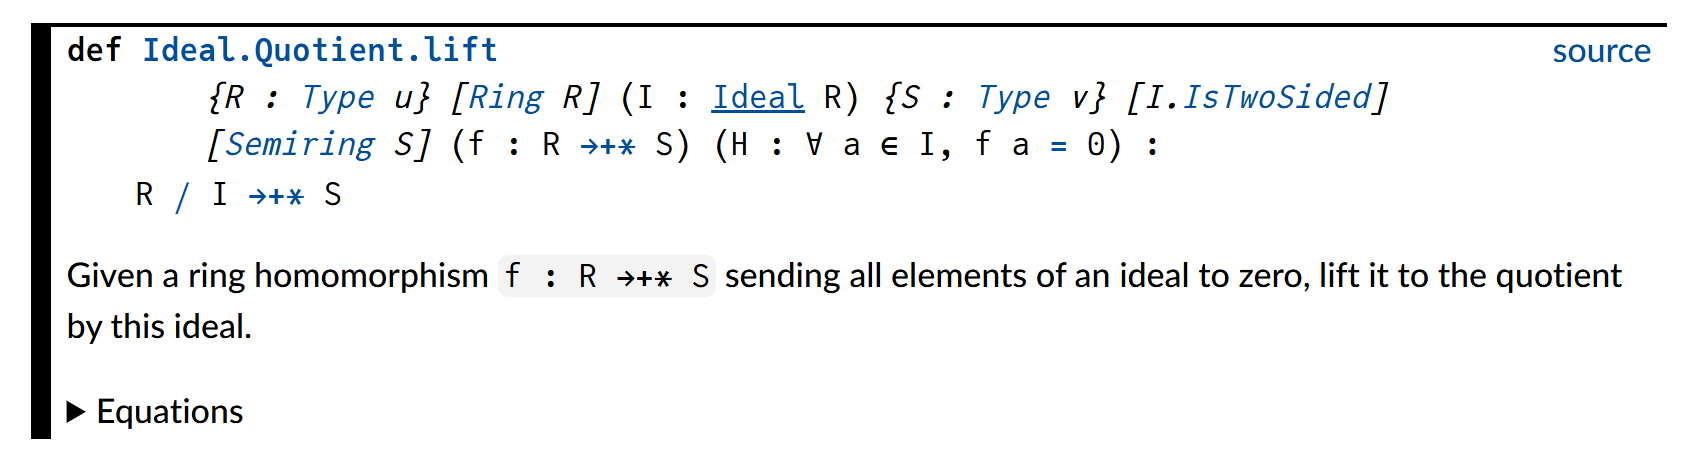 def Ideal.Quotient.lift source
{R : Type u} [Ring R] (I : Ideal R) {S : Type v} [I.IsTwoSided]
[Semiring S] (f : R →+* S) (H : ∀ a ∈ I, f a = 0) :
R / I →+* S
Given a ring homomorphism f : R →+* S sending all elements of an ideal to zero, lift it to the quotient
by this ideal.
▶ Equations